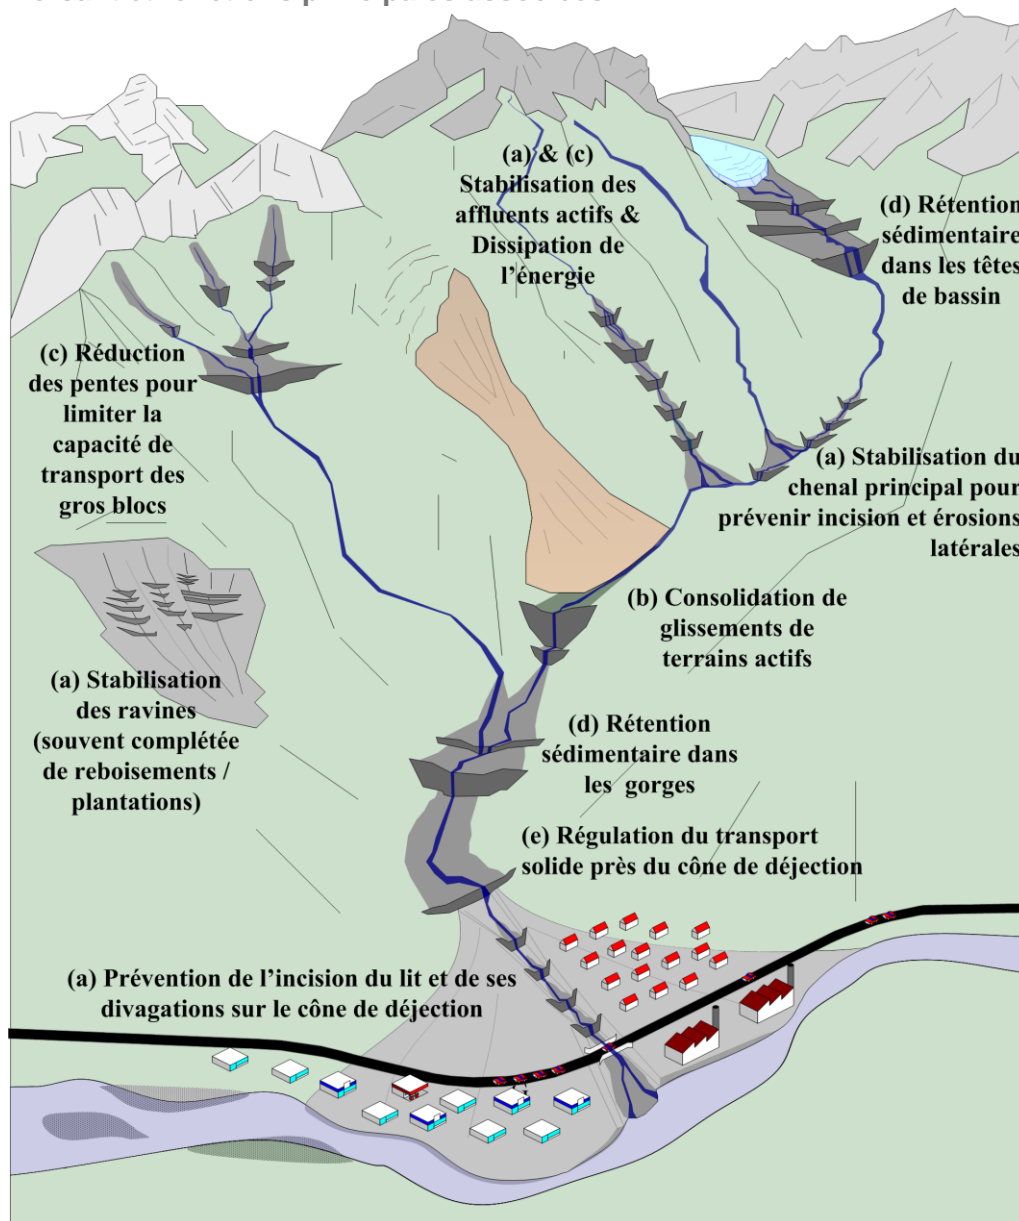 (a) & (c)
Stabilisation des
affluents actifs &
Dissipation de
l'énergie
(d) Rétention
sédimentaire
dans les têtes
de bassin
(c) Réduction
des pentes pour
limiter la
capacité de
transport des
gros blocs
(a) Stabilisation du
chenal principal pour
prévenir incision et érosions
latérales
(b) Consolidation de
glissements de
terrains actifs
(a) Stabilisation
des ravines
(souvent complétée
de reboisements /
plantations)
(d) Rétention
sédimentaire dans
les gorges
(e) Régulation du transport
solide près du cône de déjection
(a) Prévention de l'incision du lit et de ses
divagations sur le cône de déjection